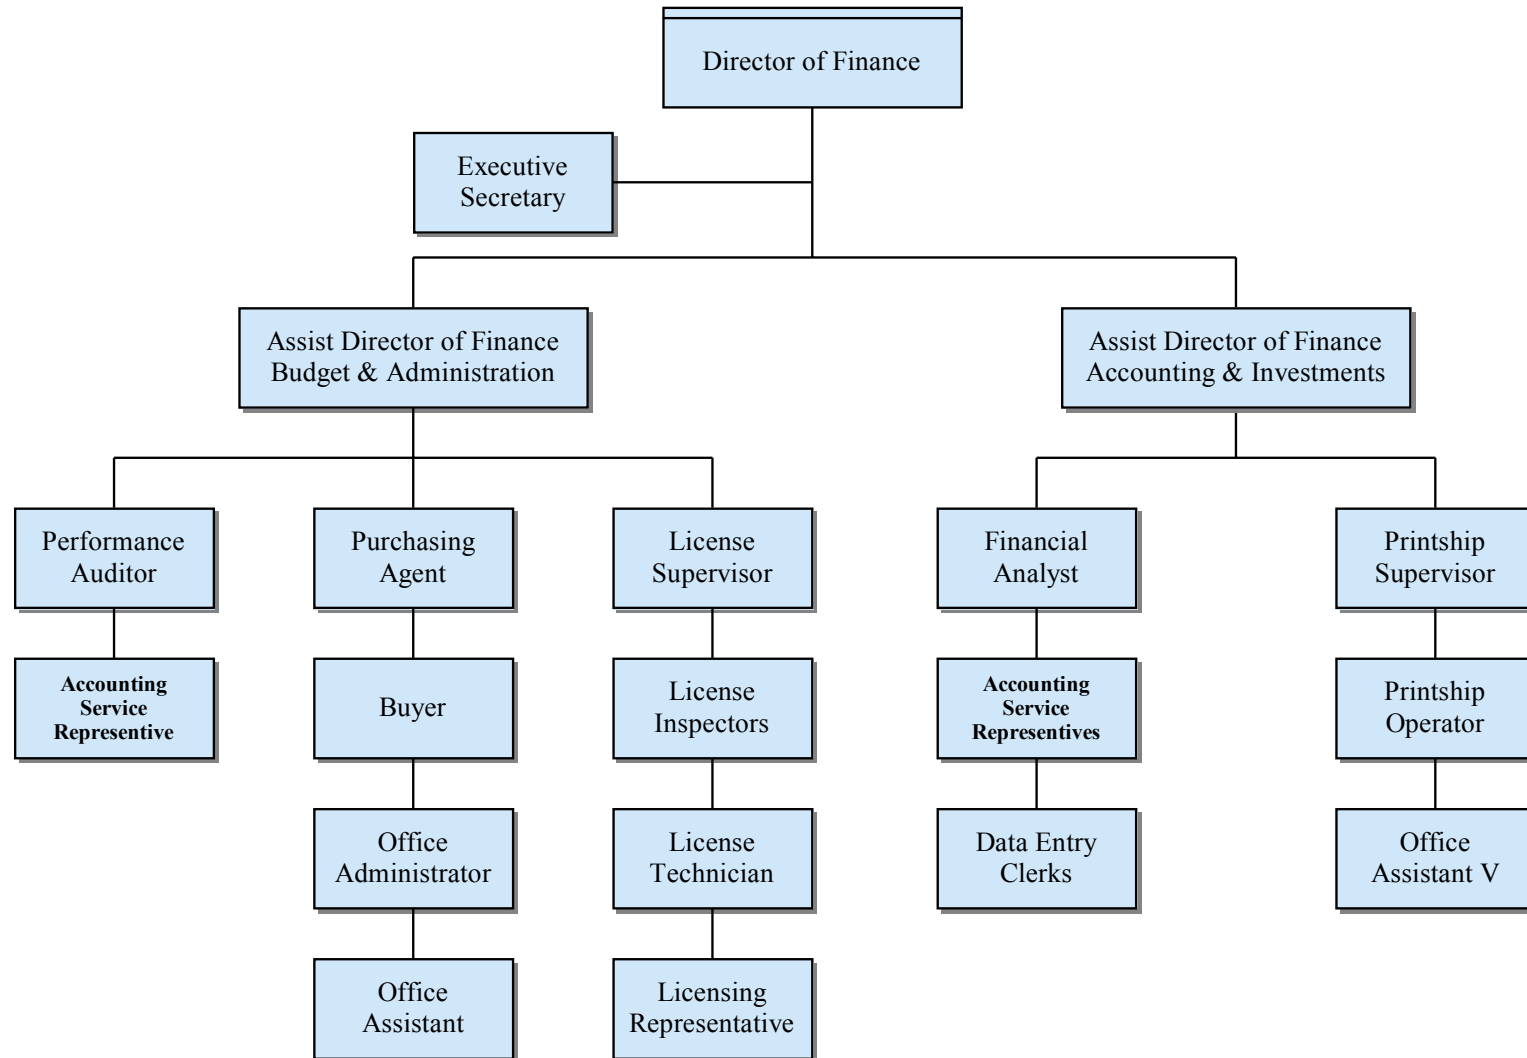 Director of Finance
Executive
Secretary
Assist Director of Finance
Budget & Administration
Assist Director of Finance
Accounting & Investments
Performance
Auditor
Purchasing
Agent
License
Supervisor
Financial
Analyst
Printship
Supervisor
Accounting
Service
Representive
Buyer
License
Inspectors
Accounting
Service
Representives
Printship
Operator
Office
Administrator
License
Technician
Data Entry
Clerks
Office
Assistant V
Office
Assistant
Licensing
Representative